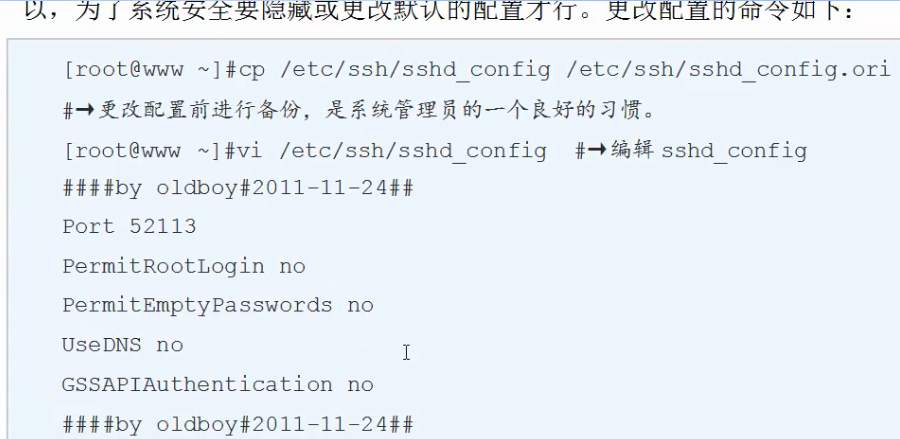 以，为了系统安全要隐藏或更改默认的配置才行。更改配置的命令如下：
[root@www ~]#cp /etc/ssh/sshd_config /etc/ssh/sshd_config.ori
#→更改配置前进行备份，是系统管理员的一个良好的习惯。
[root@www ~]#vi /etc/ssh/sshd_config  #→编辑 sshd_config
####by oldboy#2011-11-24##
Port 52113
PermitRootLogin no
PermitEmptyPasswords no
UseDNS no
GSSAPIAuthentication no
####by oldboy#2011-11-24##